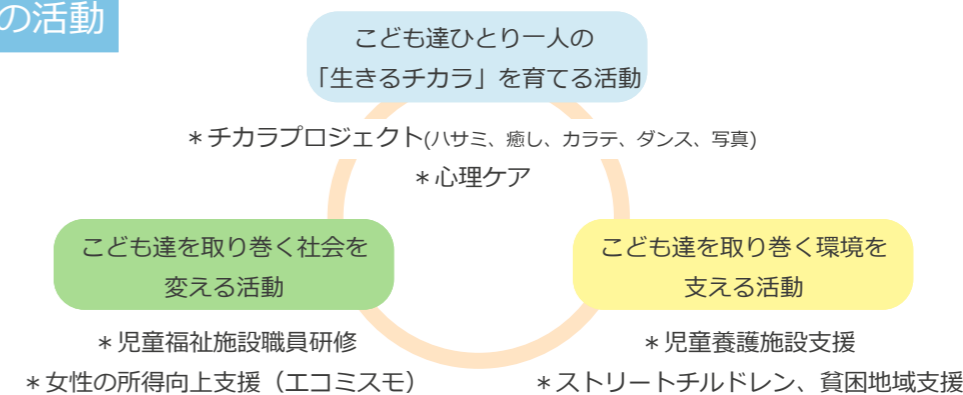 の活動
こども達ひとり一人の
「生きるチカラ」を育てる活動
＊チカラプロジェクト(ハサミ、癒し、カラテ、ダンス、写真)
＊心理ケア
こども達を取り巻く社会を
変える活動
＊児童福祉施設職員研修
＊女性の所得向上支援（エコミスモ）
こども達を取り巻く環境を
支える活動
＊児童養護施設支援
＊ストリートチルドレン、貧困地域支援